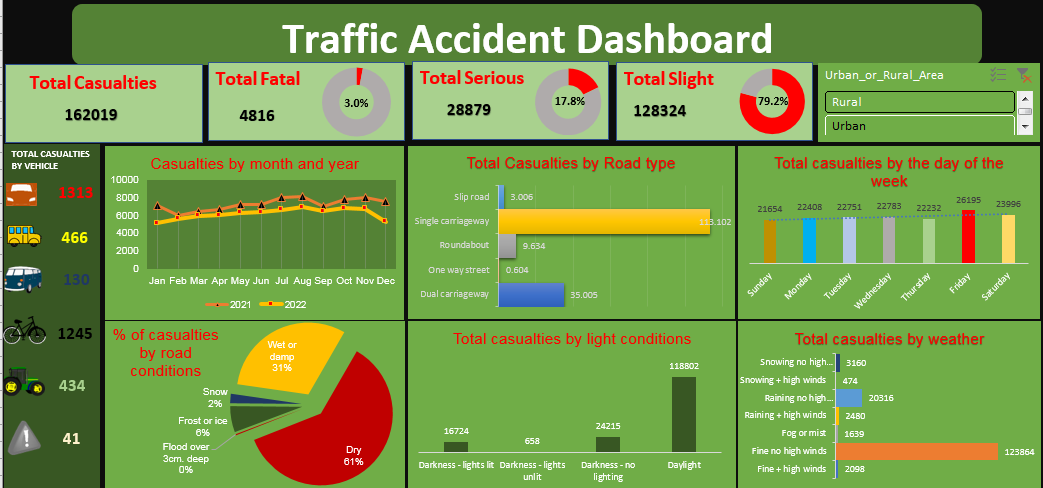 Traffic Accident Dashboard
Total Casualties
162019
Total Fatal
4816
3.0%
Total Serious
28879
17.8%
Total Slight
128324
79.2%
Urban_or_Rural_Area
Rural
Urban
TOTAL CASUALTIES
BY VEHICLE
1313
466
130
1245
434
41
Casualties by month and year
10000
8000
6000
4000
2000
0
Jan Feb Mar Apr May Jun Jul Aug Sep Oct Nov Dec
2021 2022
Total Casualties by Road type
Slip road 3.006
Single carriageway 113.102
Roundabout 9.634
One way street 0.604
Dual carriageway 35.005
Total casualties by the day of the
week
21654 22408 22751 22783 22232 26195 23996
Sunday Monday Tuesday Wednesday Thursday Friday Saturday
% of casualties
by road
conditions
Wet or
demp
31%
Snow
2%
Frost or ice
6%
Flood over
3cm. deep
0%
Dry
61%
Total casualties by light conditions
16724 658 24215 118802
Darkness - lights lit Darkness - lights
unlit Darkness - no
lighting Daylight
Total casualties by weather
Snowing no high... 3160
Snowing + high winds 474
Raining no high... 20316
Raining + high winds 2480
Fog or mist 1639
Fine no high winds 123864
Fine + high winds 2098